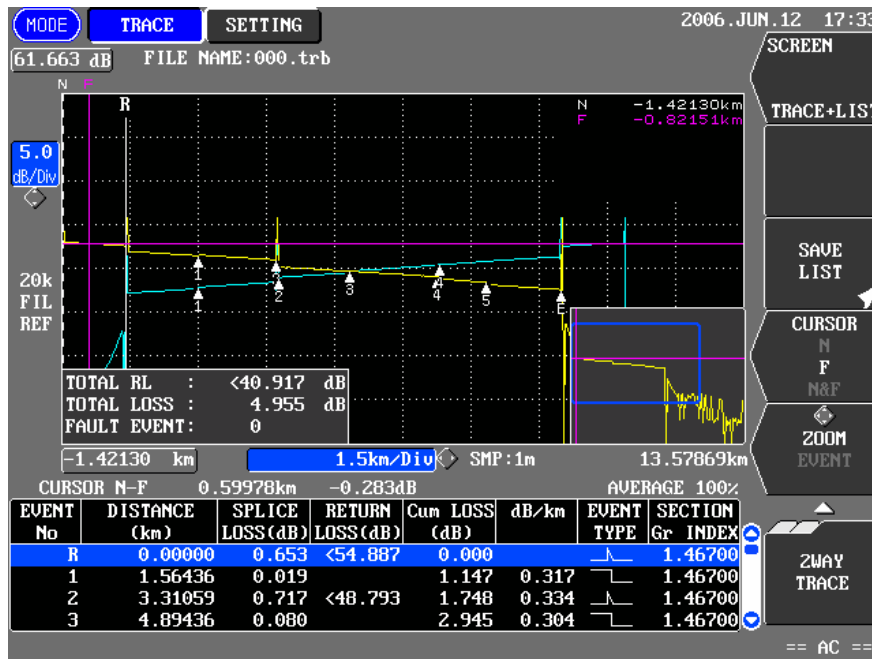 MODE TRACE SETTING 2006.JUN.12 17:33
61.663 dB FILE NAME:000.trb
SCREEN
TRACE+LIST
N F
R
N -1.42130km
F -0.82151km
5.0
dB/Div
SAVE
LIST
1 3 4
1 2 3 4 5 E
20k
FIL
REF
CURSOR
N
F
N&F
TOTAL RL : <40.917 dB
TOTAL LOSS : 4.955 dB
FAULT EVENT: 0
ZOOM
EVENT
-1.42130 km 1.5km/Div SMP:1m 13.57869km
CURSOR N-F 0.59978km -0.283dB AVERAGE 100%
EVENT DISTANCE SPLICE RETURN Cum LOSS dB/km EVENT SECTION
No (km) LOSS(dB) LOSS(dB) (dB) TYPE Gr INDEX
R 0.00000 0.653 <54.887 0.000 1.46700
1 1.56436 0.019 1.147 0.317 1.46700
2 3.31059 0.717 <48.793 1.748 0.334 1.46700
3 4.89436 0.080 2.945 0.304 1.46700
2WAY
TRACE
== AC ==